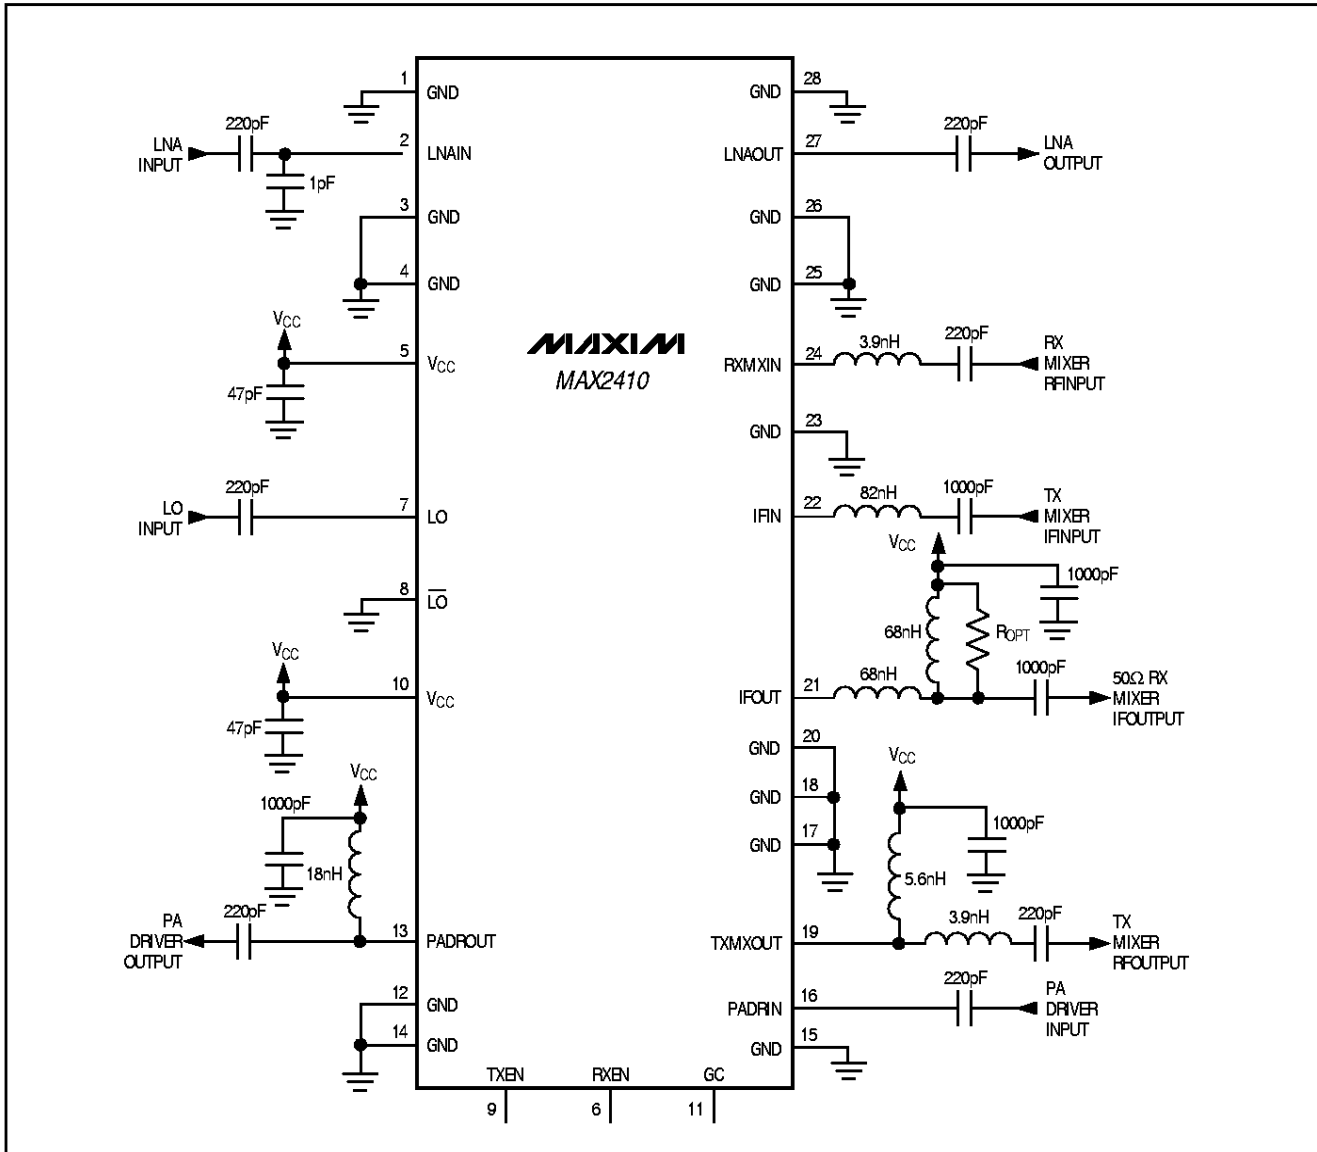 1
GND
220pF
LNA
INPUT
2
LNAIN
1pF
3
GND
4
GND
VCC
5
VCC
47pF
220pF
LO
INPUT
7
LO
8
LO
VCC
10
VCC
47pF
VCC
1000pF
18nH
PA
DRIVER
OUTPUT
220pF
13
PADROUT
12
GND
14
GND
MAXIM
MAX2410
28
GND
220pF
LNAOUT
27
LNA
OUTPUT
26
GND
25
GND
3.9nH
220pF
RXMXIN
24
RX
MIXER
RFINPUT
23
GND
82nH
1000pF
IFIN
22
TX
MIXER
IFINPUT
VCC
1000pF
68nH
ROPT
68nH
1000pF
IFOUT
21
50Ω RX
MIXER
IFOUTPUT
20
GND
18
GND
17
GND
VCC
1000pF
5.6nH
3.9nH
220pF
TXMXOUT
19
TX
MIXER
RFOUTPUT
220pF
PADRIN
16
PA
DRIVER
INPUT
15
GND
TXEN
RXEN
GC
9
6
11